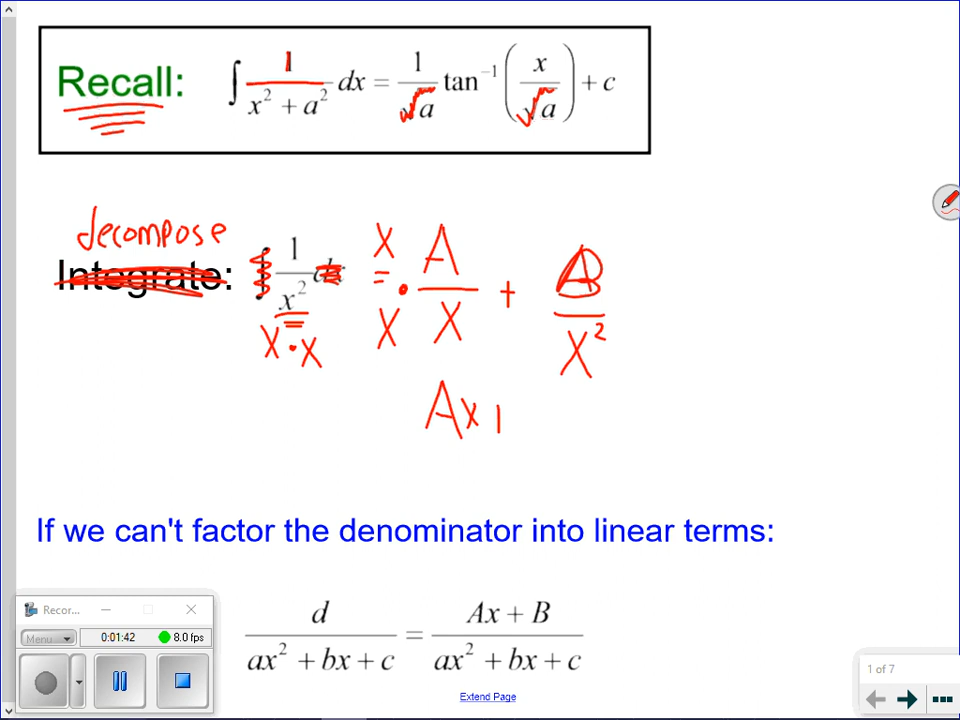 Recall: ∫ 1/(x² + a²) dx = 1/√a tan⁻¹(x/√a) + c
decompose
Integrate: ∫ 1/x² dx = x/x · A/x + B/x²
x · x
Ax +
If we can't factor the denominator into linear terms:
d/(ax² + bx + c) = (Ax + B)/(ax² + bx + c)
Recor...
Menu
0:01:42 8.0 fps
1 of 7
Extend Page